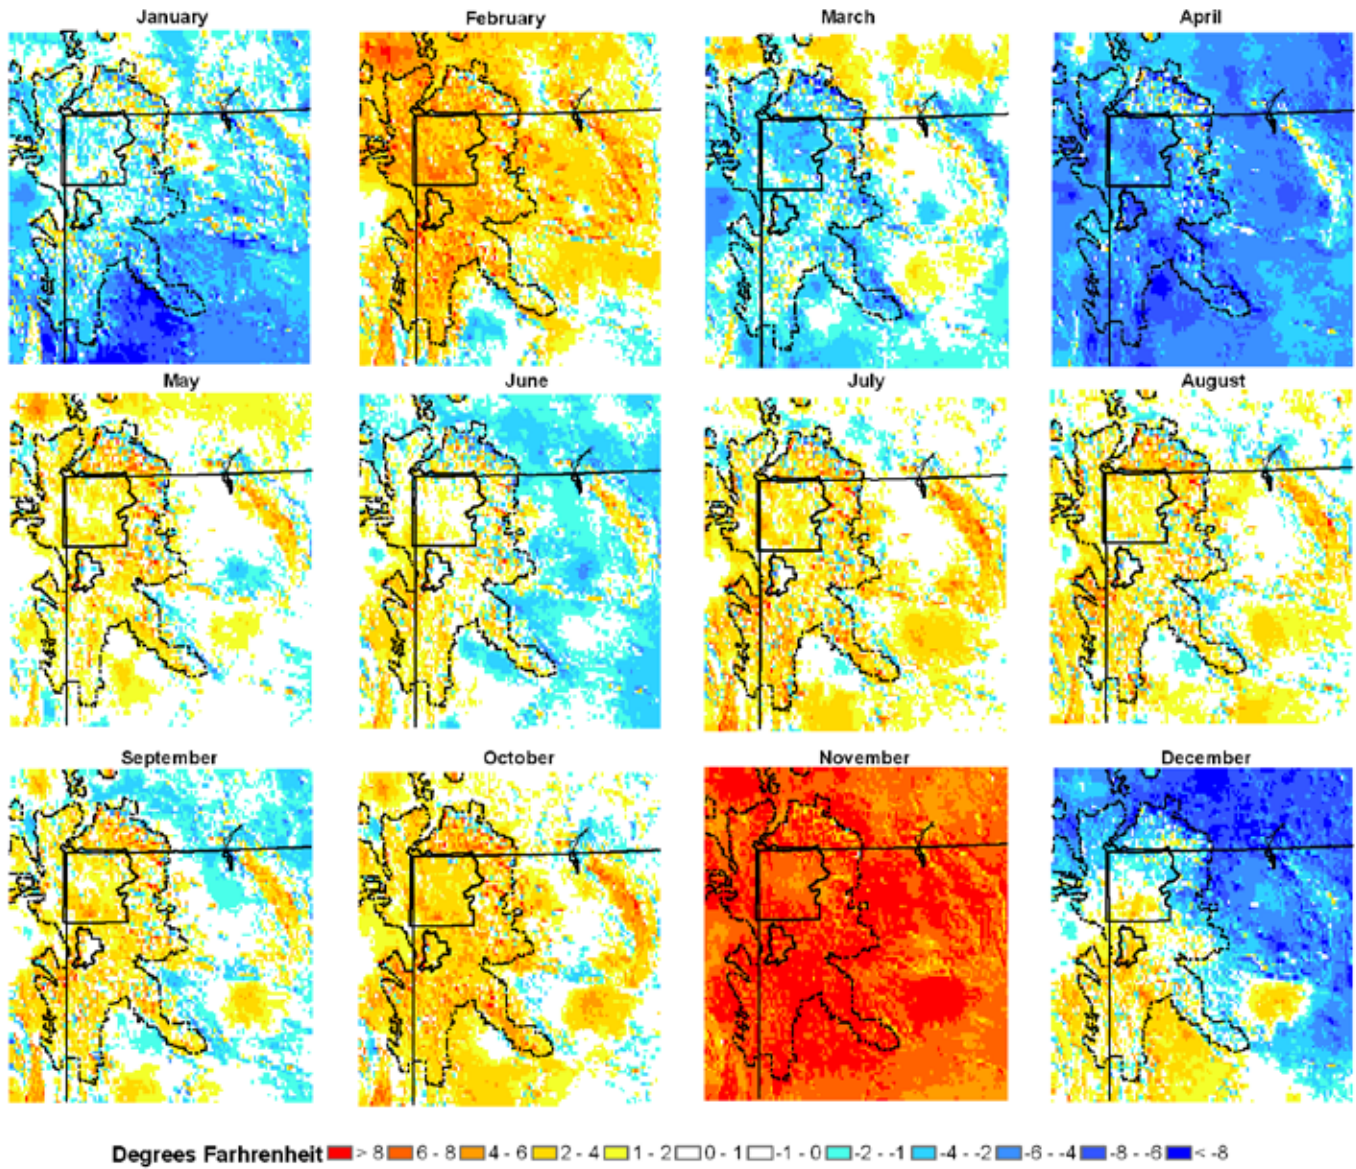 January February March April
May June July August
September October November December
Degrees Farhrenheit > 8 6 - 8 4 - 6 2 - 4 1 - 2 0 - 1 -1 - 0 -2 - -1 -4 - -2 -6 - -4 -8 - -6 < -8